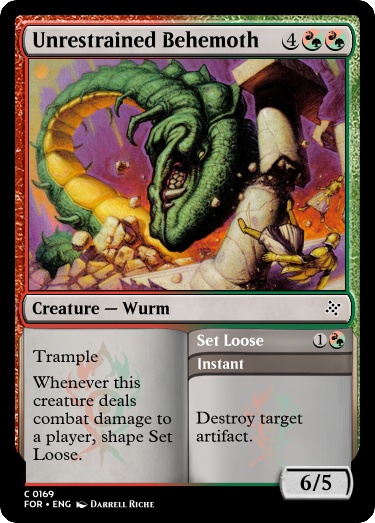 Unrestrained Behemoth 4
Creature — Wurm
Trample
Whenever this
creature deals
combat damage to
a player, shape Set
Loose.
Set Loose 1
Instant
Destroy target
artifact.
6/5
C 0169
FOR • ENG Darrell Riche